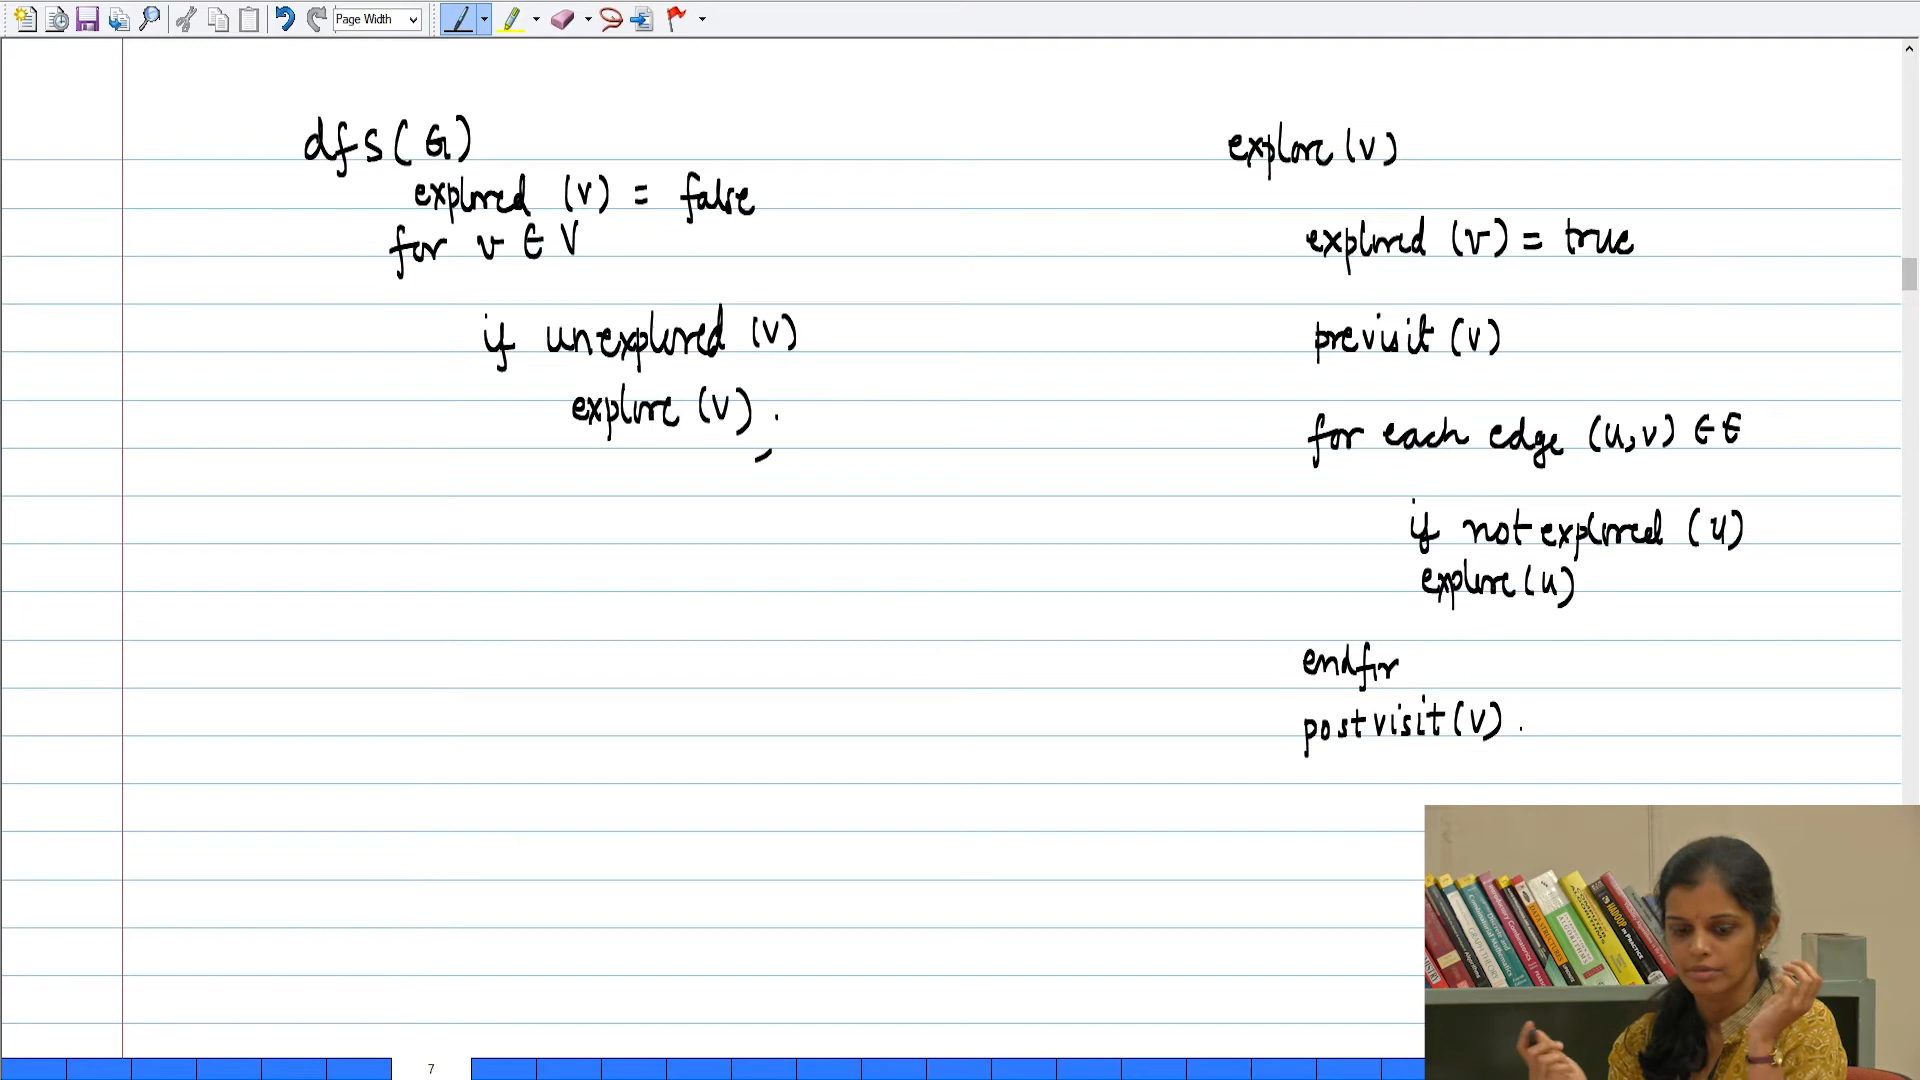 Page Width
dfs(G)
explored (v) = false
for v ∈ V
if unexplored (v)
explore (v).
explore (v)
explored (v) = true
previsit (v)
for each edge (u,v) ∈ E
if not explored (u)
explore (u)
endfor
postvisit (v).
7